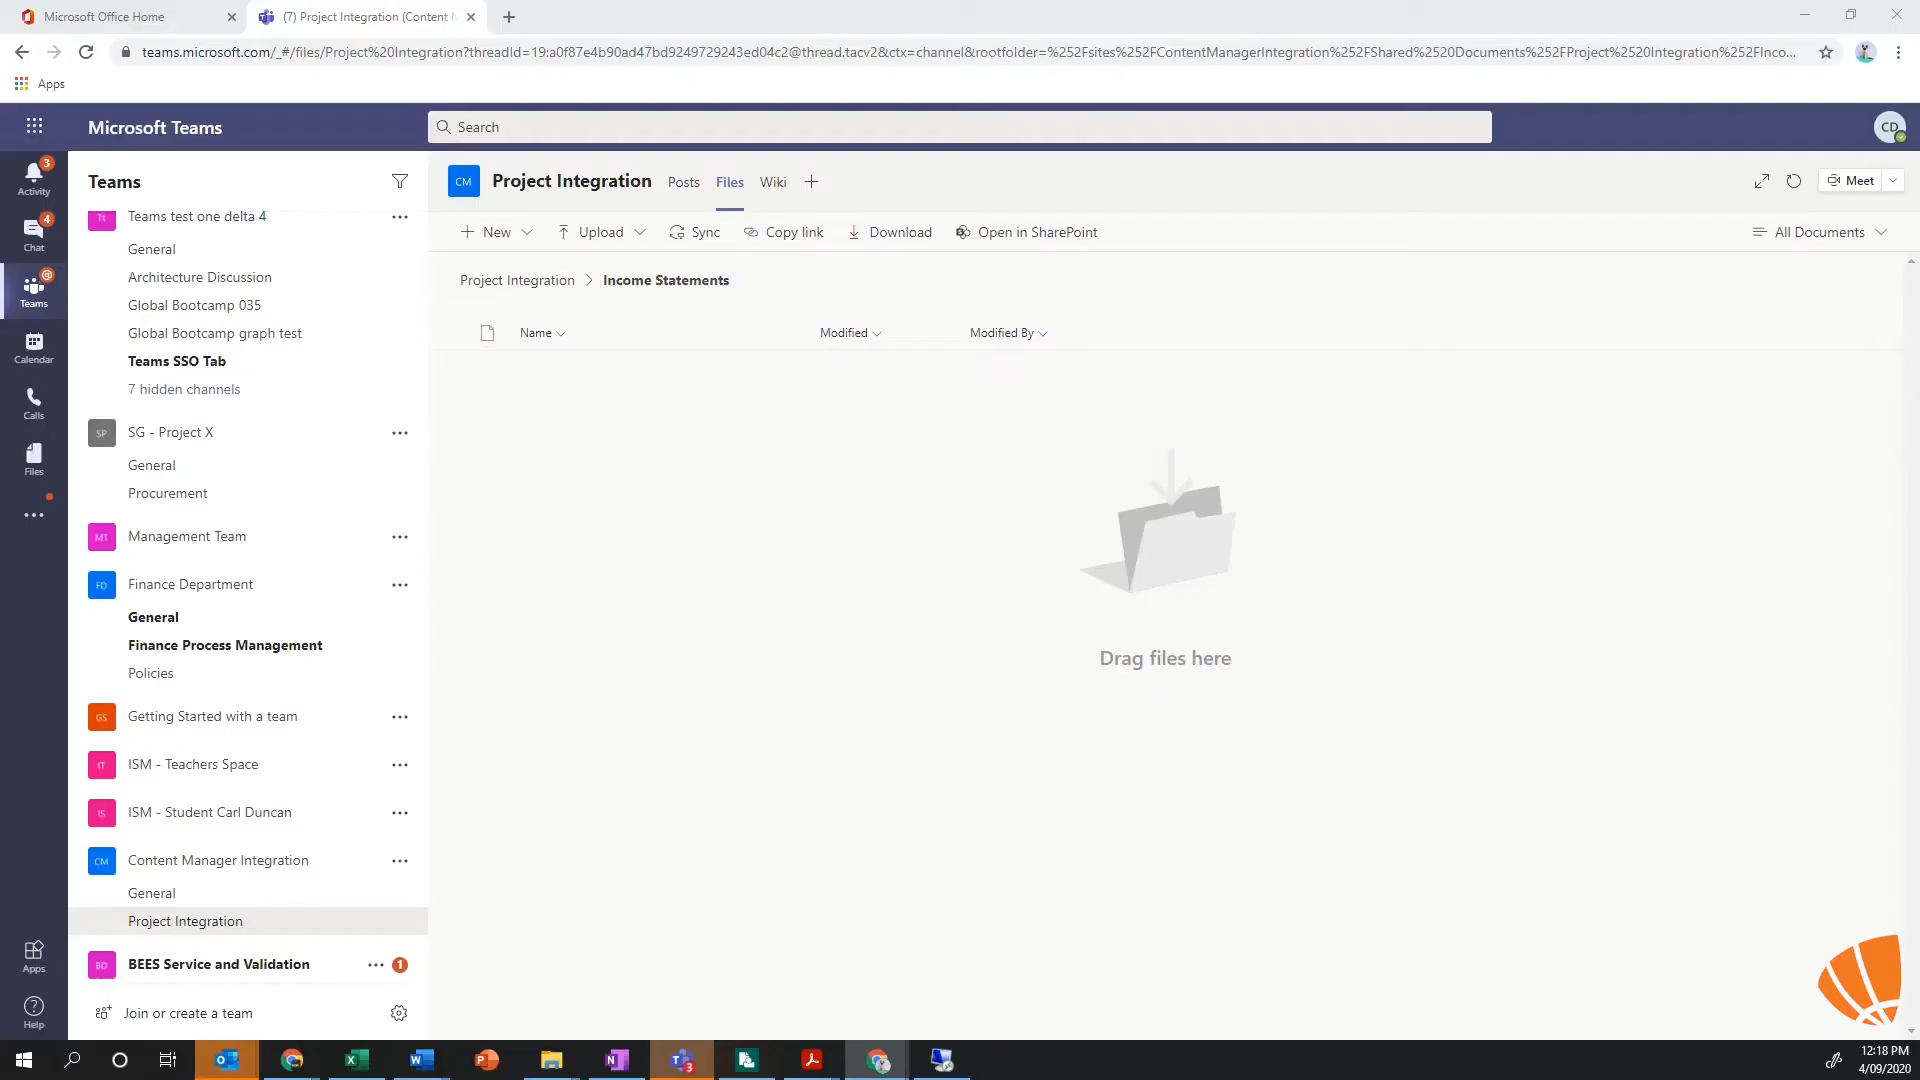 Microsoft Office Home
(7) Project Integration (Content M
teams.microsoft.com/_#/files/Project%20Integration?threadId=19:a0f87e4b90ad47bd9249729243ed04c2@thread.tacv2&ctx=channel&rootfolder=%252Fsites%252FContentManagerIntegration%252FShared%2520Documents%252FProject%2520Integration%252FInco...
Apps
Microsoft Teams
Search
CD
3
Activity
4
Chat
@
Teams
Calendar
Calls
Files
Apps
Help
Teams
Tt
Teams test one delta 4
General
Architecture Discussion
Global Bootcamp 035
Global Bootcamp graph test
Teams SSO Tab
7 hidden channels
SP
SG - Project X
General
Procurement
MT
Management Team
FD
Finance Department
General
Finance Process Management
Policies
GS
Getting Started with a team
IT
ISM - Teachers Space
IS
ISM - Student Carl Duncan
CM
Content Manager Integration
General
Project Integration
BD
BEES Service and Validation
1
Join or create a team
CM
Project Integration
Posts
Files
Wiki
Meet
New
Upload
Sync
Copy link
Download
Open in SharePoint
All Documents
Project Integration > Income Statements
Name
Modified
Modified By
Drag files here
3
12:18 PM
4/09/2020